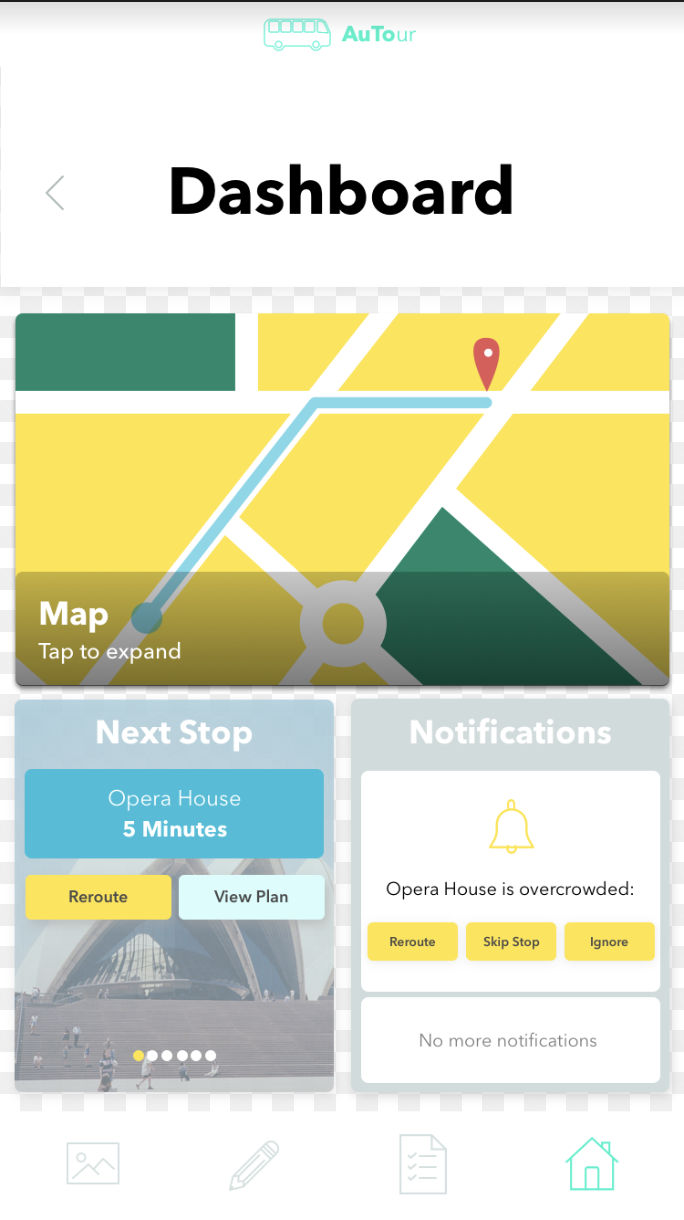 AuTour
Dashboard
Map
Tap to expand
Next Stop
Opera House
5 Minutes
Reroute
View Plan
Notifications
Opera House is overcrowded:
Reroute
Skip Stop
Ignore
No more notifications